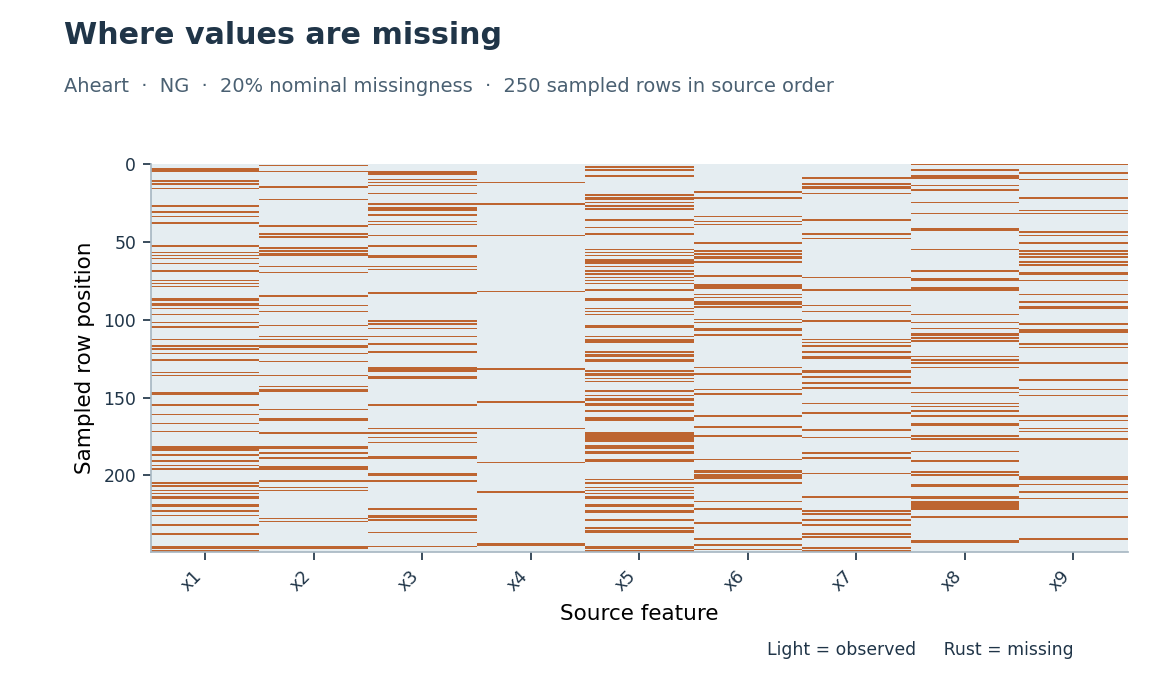 Where values are missing
Aheart · NG · 20% nominal missingness · 250 sampled rows in source order
0
50
100
150
200
Sampled row position
x1 x2 x3 x4 x5 x6 x7 x8 x9
Source feature
Light = observed Rust = missing